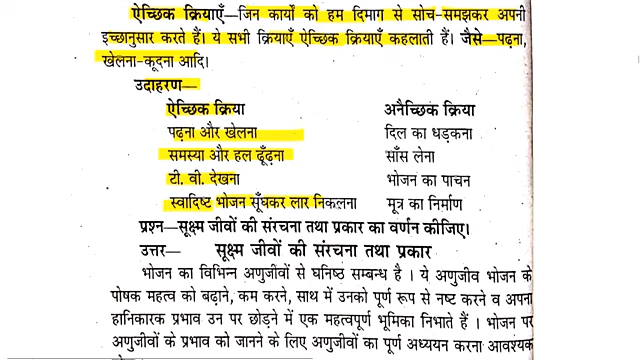 ऐच्छिक क्रियाएँ—जिन कार्यों को हम दिमाग से सोच-समझकर अपनी
इच्छानुसार करते हैं। ये सभी क्रियाएँ ऐच्छिक क्रियाएँ कहलाती हैं। जैसे—पढ़ना,
खेलना-कूदना आदि।
उदाहरण—
ऐच्छिक क्रिया अनैच्छिक क्रिया
पढ़ना और खेलना दिल का धड़कना
समस्या और हल ढूँढ़ना साँस लेना
टी. वी. देखना भोजन का पाचन
स्वादिष्ट भोजन सूँघकर लार निकलना मूत्र का निर्माण
प्रश्न—सूक्ष्म जीवों की संरचना तथा प्रकार का वर्णन कीजिए।
उत्तर— सूक्ष्म जीवों की संरचना तथा प्रकार
भोजन का विभिन्न अणुजीवों से घनिष्ठ सम्बन्ध है । ये अणुजीव भोजन के
पोषक महत्व को बढ़ाने, कम करने, साथ में उनको पूर्ण रूप से नष्ट करने व अपना
हानिकारक प्रभाव उन पर छोड़ने में एक महत्वपूर्ण भूमिका निभाते हैं । भोजन पर
अणुजीवों के प्रभाव को जानने के लिए अणुजीवों का पूर्ण अध्ययन करना आवश्यक